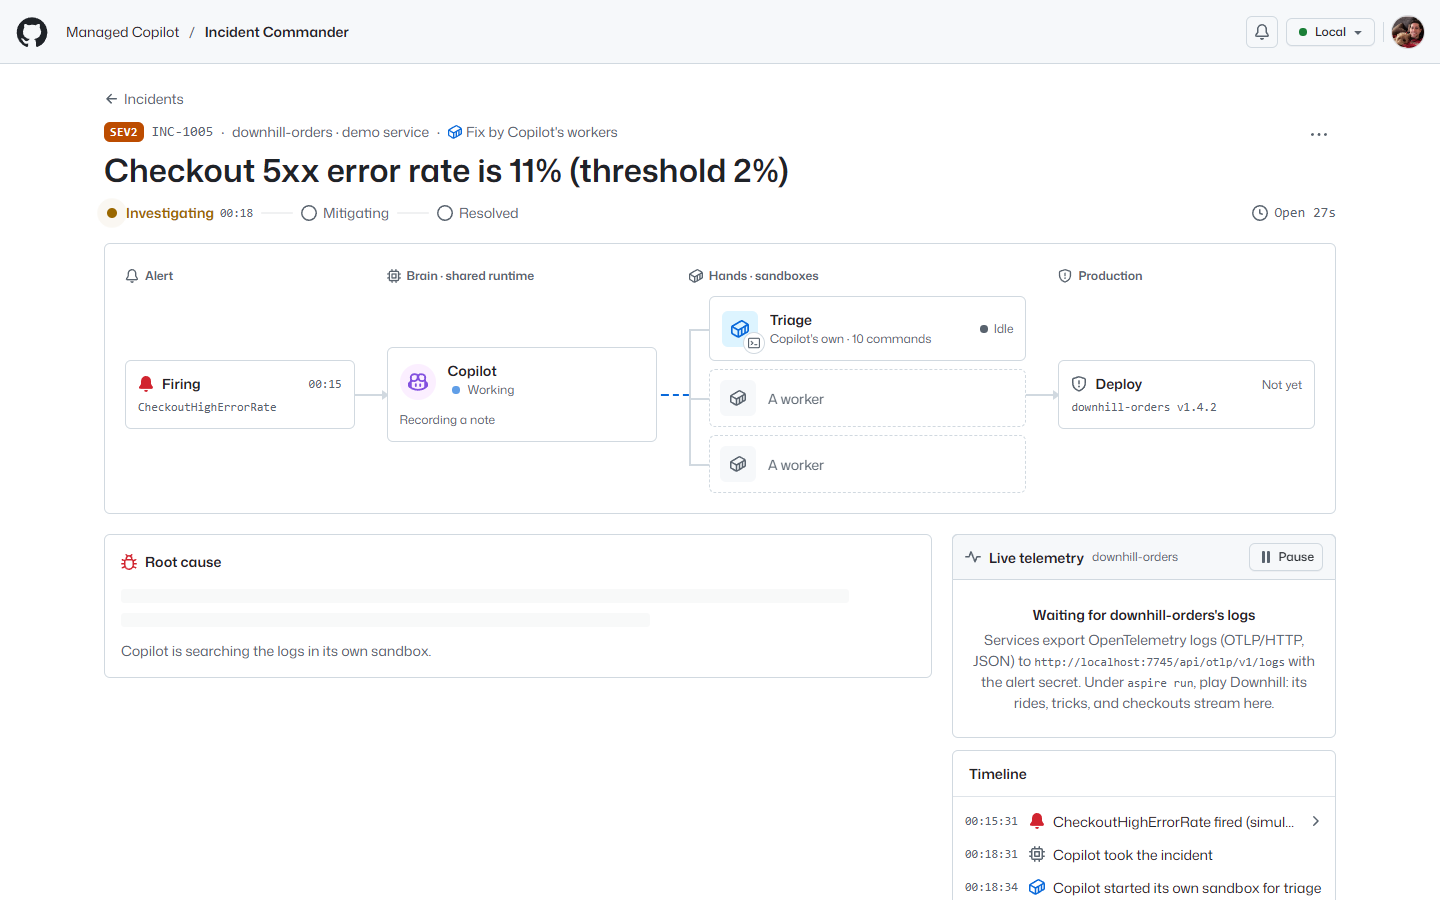 Managed Copilot / Incident Commander
Local
Incidents
SEV2 INC-1005 · downhill-orders · demo service · Fix by Copilot's workers
Checkout 5xx error rate is 11% (threshold 2%)
Investigating 00:18 Mitigating Resolved
Open 27s
Alert
Firing 00:15
CheckoutHighErrorRate
Brain · shared runtime
Copilot
Working
Recording a note
Hands · sandboxes
Triage
Copilot's own · 10 commands
Idle
A worker
A worker
Production
Deploy Not yet
downhill-orders v1.4.2
Root cause
Copilot is searching the logs in its own sandbox.
Live telemetry downhill-orders Pause
Waiting for downhill-orders's logs
Services export OpenTelemetry logs (OTLP/HTTP,
JSON) to http://localhost:7745/api/otlp/v1/logs with
the alert secret. Under aspire run, play Downhill: its
rides, tricks, and checkouts stream here.
Timeline
00:15:31 CheckoutHighErrorRate fired (simul...
00:18:31 Copilot took the incident
00:18:34 Copilot started its own sandbox for triage